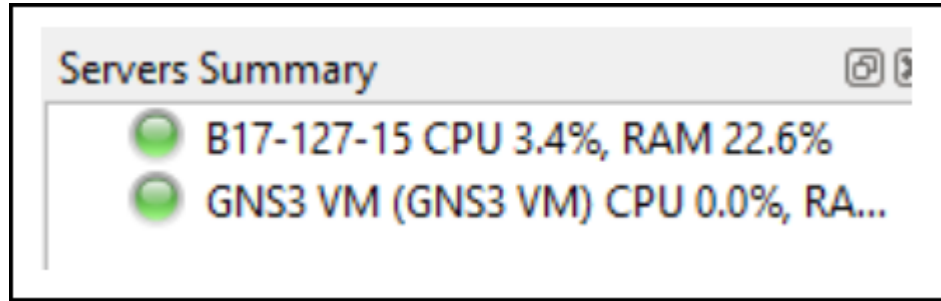 Servers Summary
B17-127-15 CPU 3.4%, RAM 22.6%
GNS3 VM (GNS3 VM) CPU 0.0%, RA...